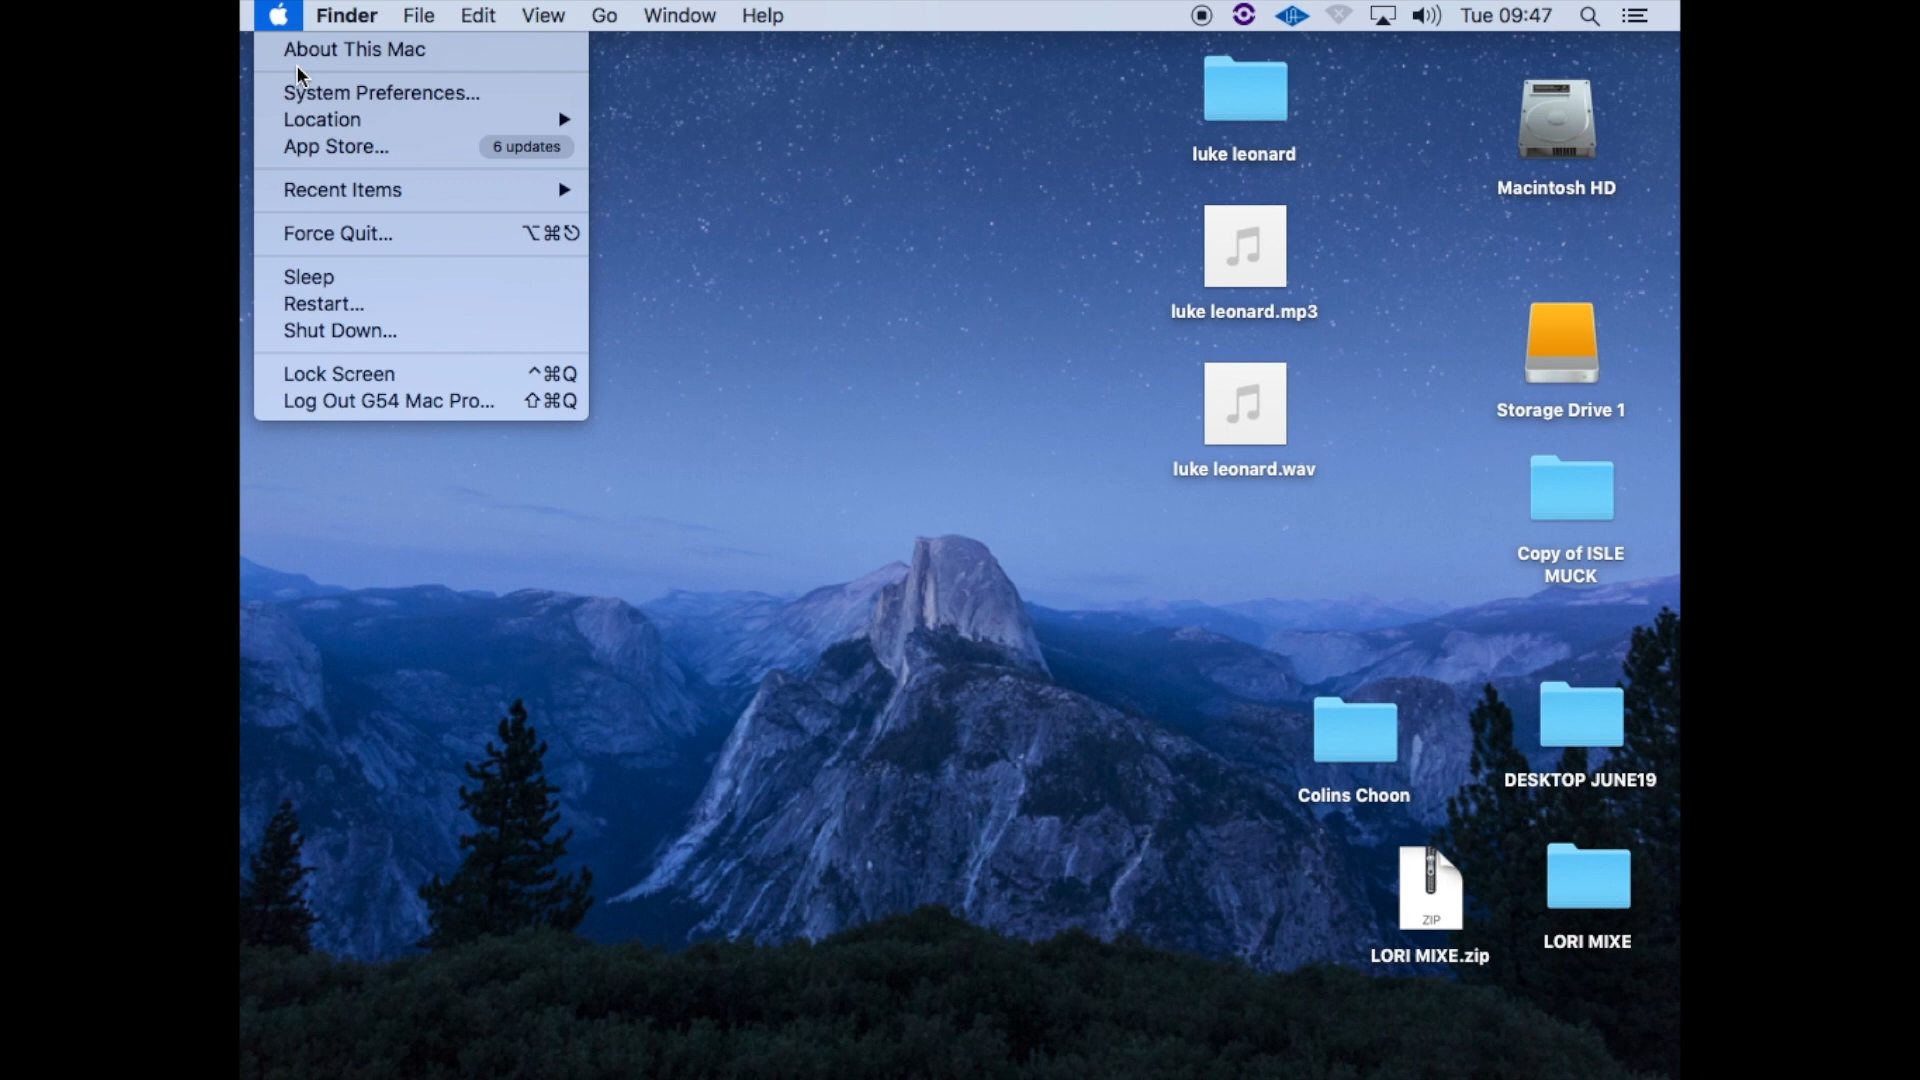 Finder File Edit View Go Window Help Tue 09:47
About This Mac
System Preferences...
Location
App Store... 6 updates
Recent Items
Force Quit... ⌥⌘⎋
Sleep
Restart...
Shut Down...
Lock Screen ^⌘Q
Log Out G54 Mac Pro... ⇧⌘Q
luke leonard
Macintosh HD
luke leonard.mp3
Storage Drive 1
luke leonard.wav
Copy of ISLE
MUCK
Colins Choon
DESKTOP JUNE19
ZIP
LORI MIXE.zip
LORI MIXE